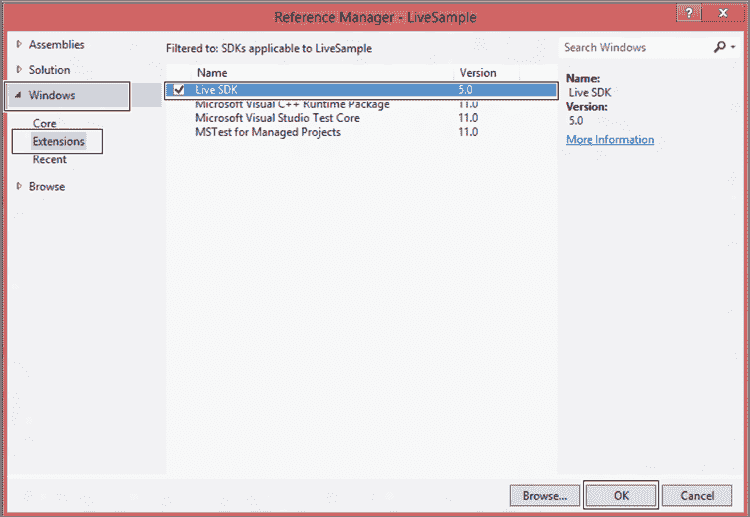 Reference Manager - LiveSample
? x
Assemblies
Solution
Windows
Core
Extensions
Recent
Browse
Filtered to: SDKs applicable to LiveSample
Name Version
Live SDK 5.0
Microsoft Visual C++ Runtime Package 11.0
Microsoft Visual Studio Test Core 11.0
MSTest for Managed Projects 11.0
Search Windows
Name:
Live SDK
Version:
5.0
More Information
Browse... OK Cancel